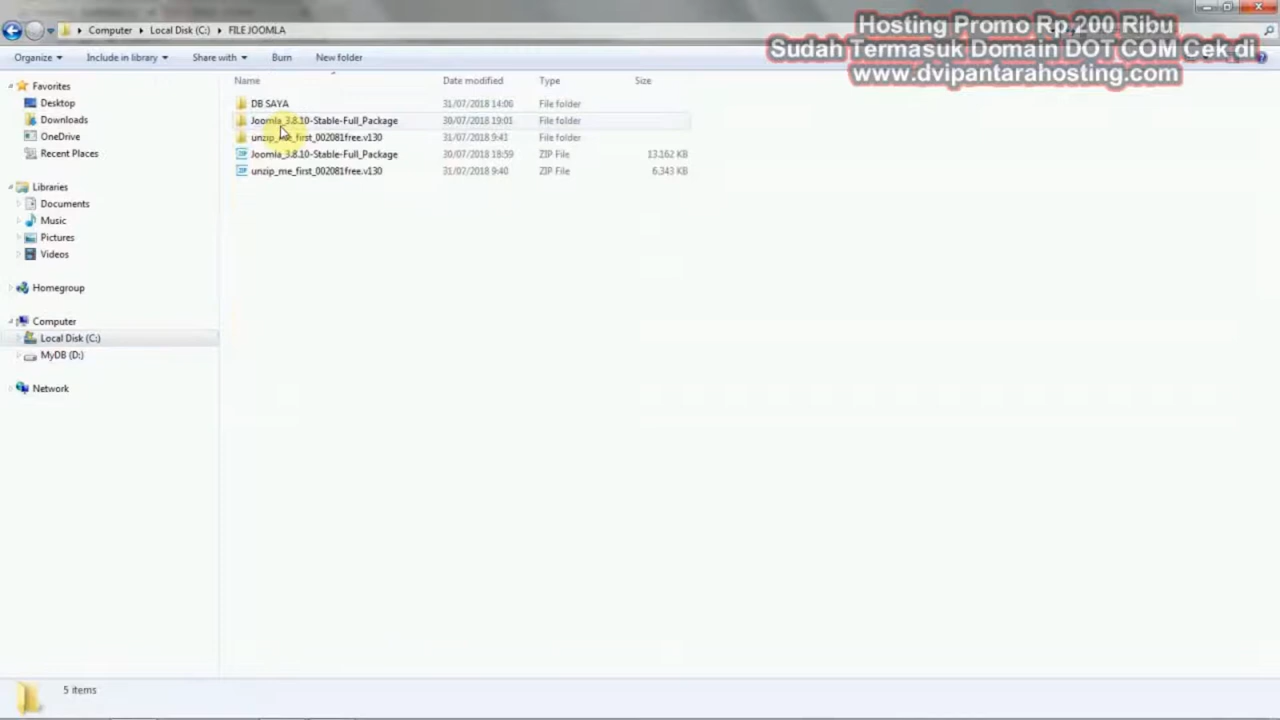 Hosting Promo Rp 200 Ribu
Sudah Termasuk Domain DOT COM Cek di
www.dvipantarahosting.com
Computer Local Disk (C:) FILE JOOMLA
Organize Include in library Share with Burn New folder
Name Date modified Type Size
Favorites
Desktop
Downloads
OneDrive
Recent Places
Libraries
Documents
Music
Pictures
Videos
Homegroup
Computer
Local Disk (C:)
MyDB (D:)
Network
DB SAYA 31/07/2018 14:06 File folder
Joomla_3.8.10-Stable-Full_Package 30/07/2018 19:01 File folder
unzip_me_first_002081free.v130 31/07/2018 9:43 File folder
Joomla_3.8.10-Stable-Full_Package 30/07/2018 18:59 ZIP File 13.162 KB
unzip_me_first_002081free.v130 31/07/2018 9:40 ZIP File 6.343 KB
5 items